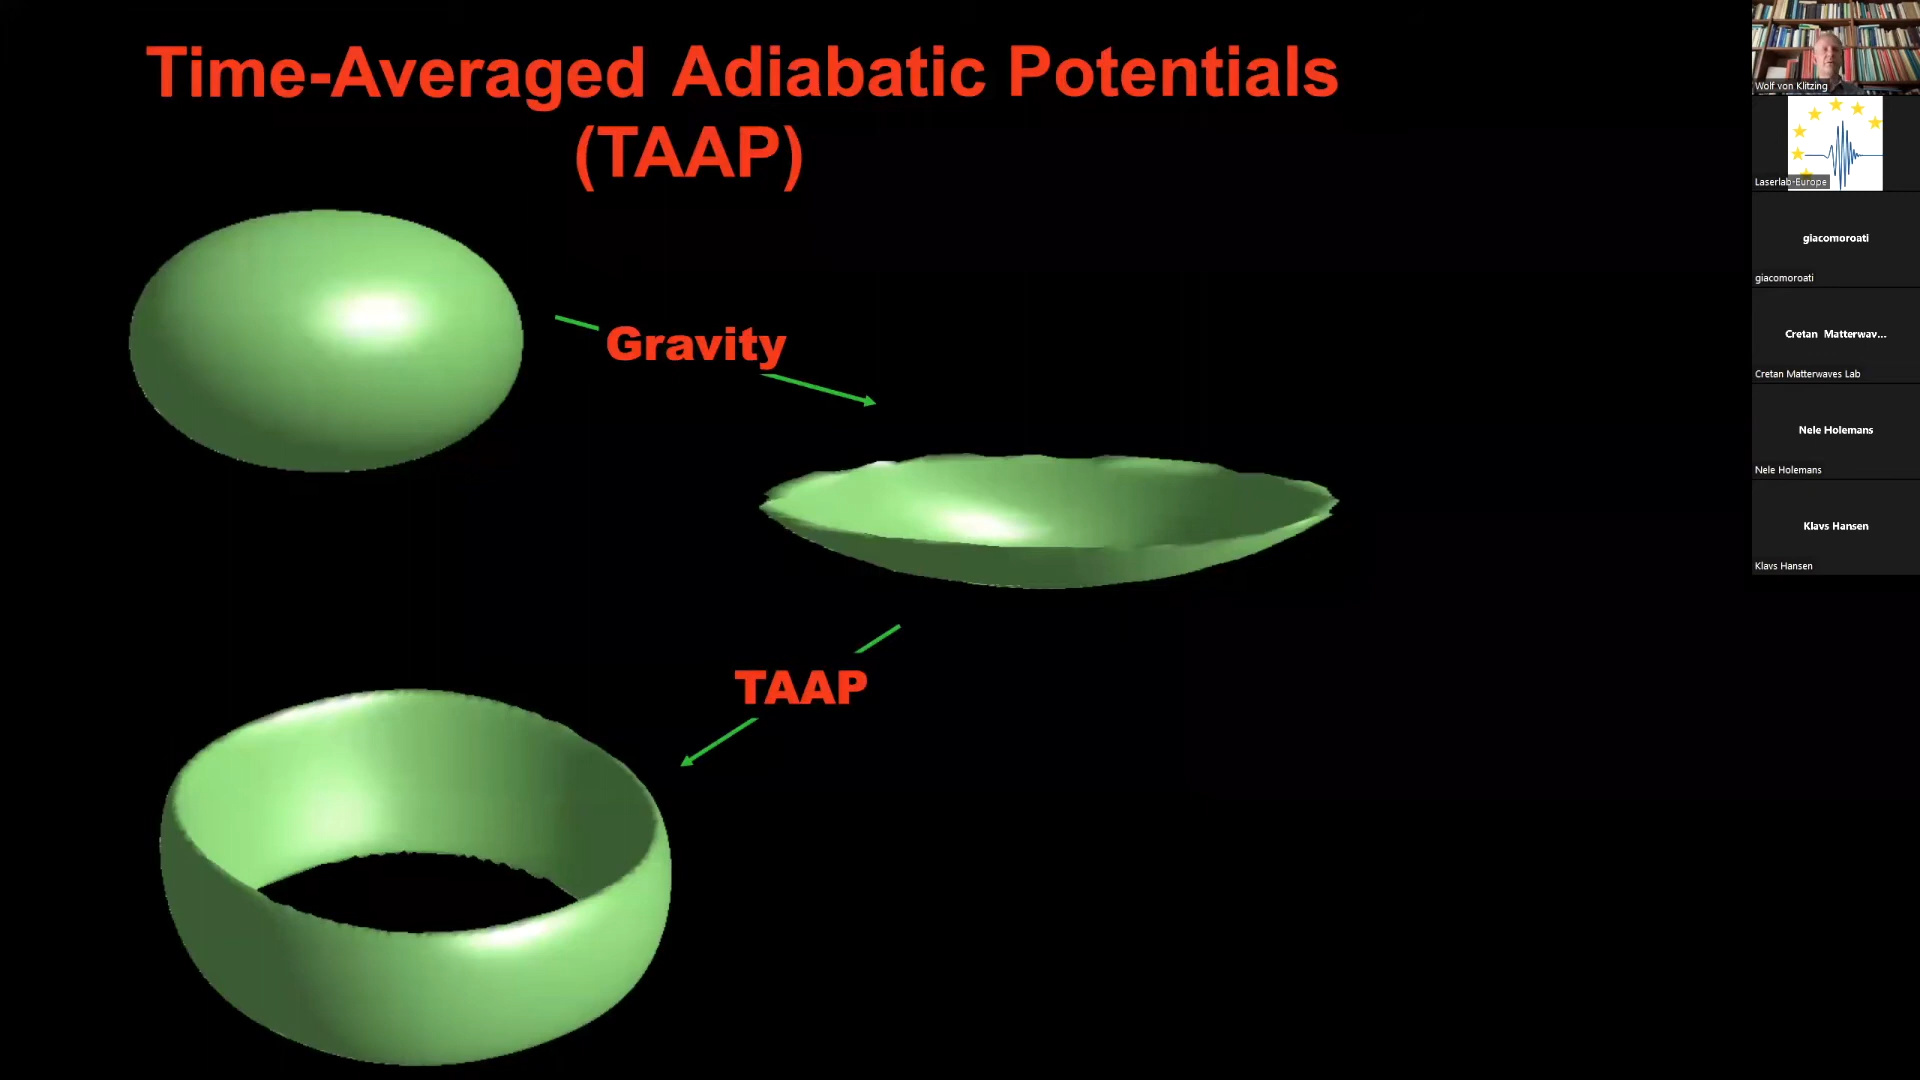 Time-Averaged Adiabatic Potentials
(TAAP)
Gravity
TAAP
Wolf von Klitzing
Laserlab-Europe
giacomoroati
giacomoroati
Cretan Matterwav...
Cretan Matterwaves Lab
Nele Holemans
Nele Holemans
Klavs Hansen
Klavs Hansen